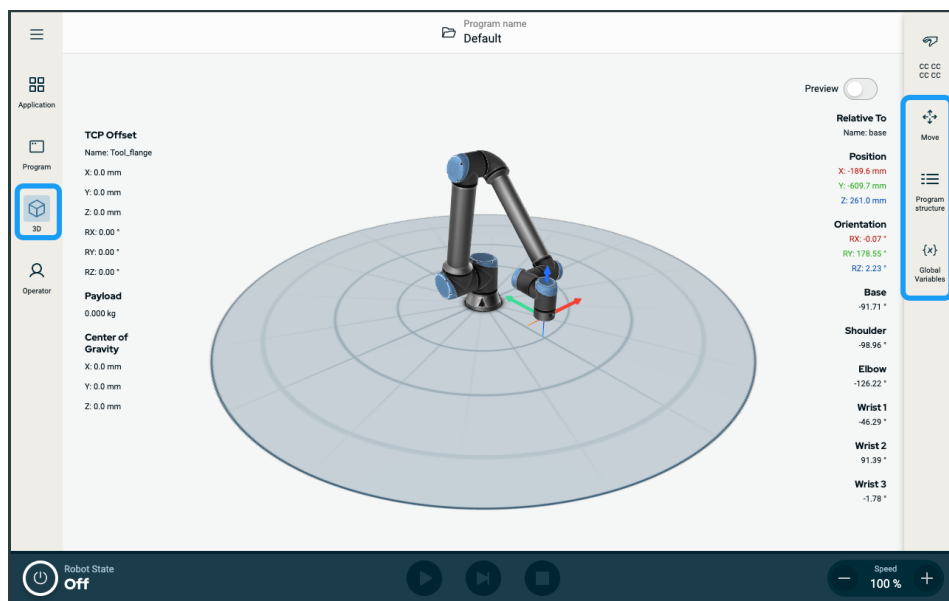 Program name
Default
Application
Program
3D
Operator
TCP Offset
Name: Tool_flange
X: 0.0 mm
Y: 0.0 mm
Z: 0.0 mm
RX: 0.00 °
RY: 0.00 °
RZ: 0.00 °
Payload
0.000 kg
Center of
Gravity
X: 0.0 mm
Y: 0.0 mm
Z: 0.0 mm
Preview
Relative To
Name: base
Position
X: -189.6 mm
Y: -609.7 mm
Z: 261.0 mm
Orientation
RX: -0.07 °
RY: 178.55 °
RZ: 2.23 °
Base
-91.71 °
Shoulder
-98.96 °
Elbow
-126.22 °
Wrist 1
-46.29 °
Wrist 2
91.39 °
Wrist 3
-1.78 °
CC CC
CC CC
Move
Program
structure
{x}
Global
Variables
Robot State
Off
Speed
100 %